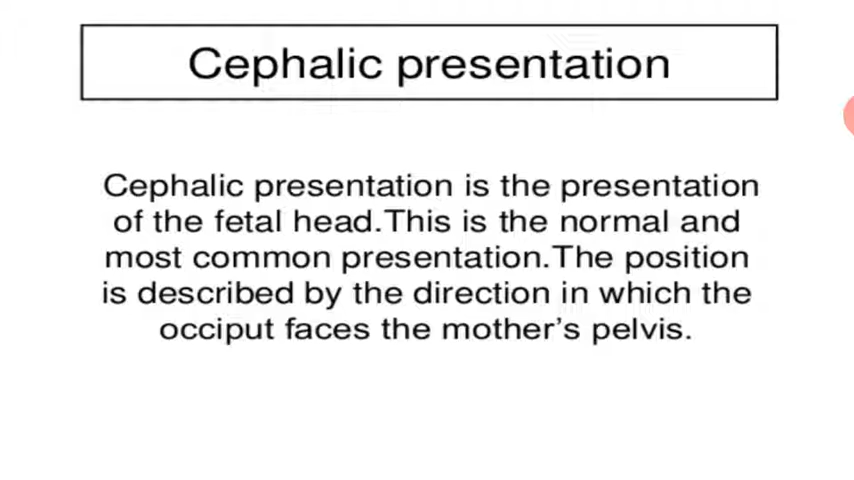 Cephalic presentation
Cephalic presentation is the presentation
of the fetal head.This is the normal and
most common presentation.The position
is described by the direction in which the
occiput faces the mother’s pelvis.